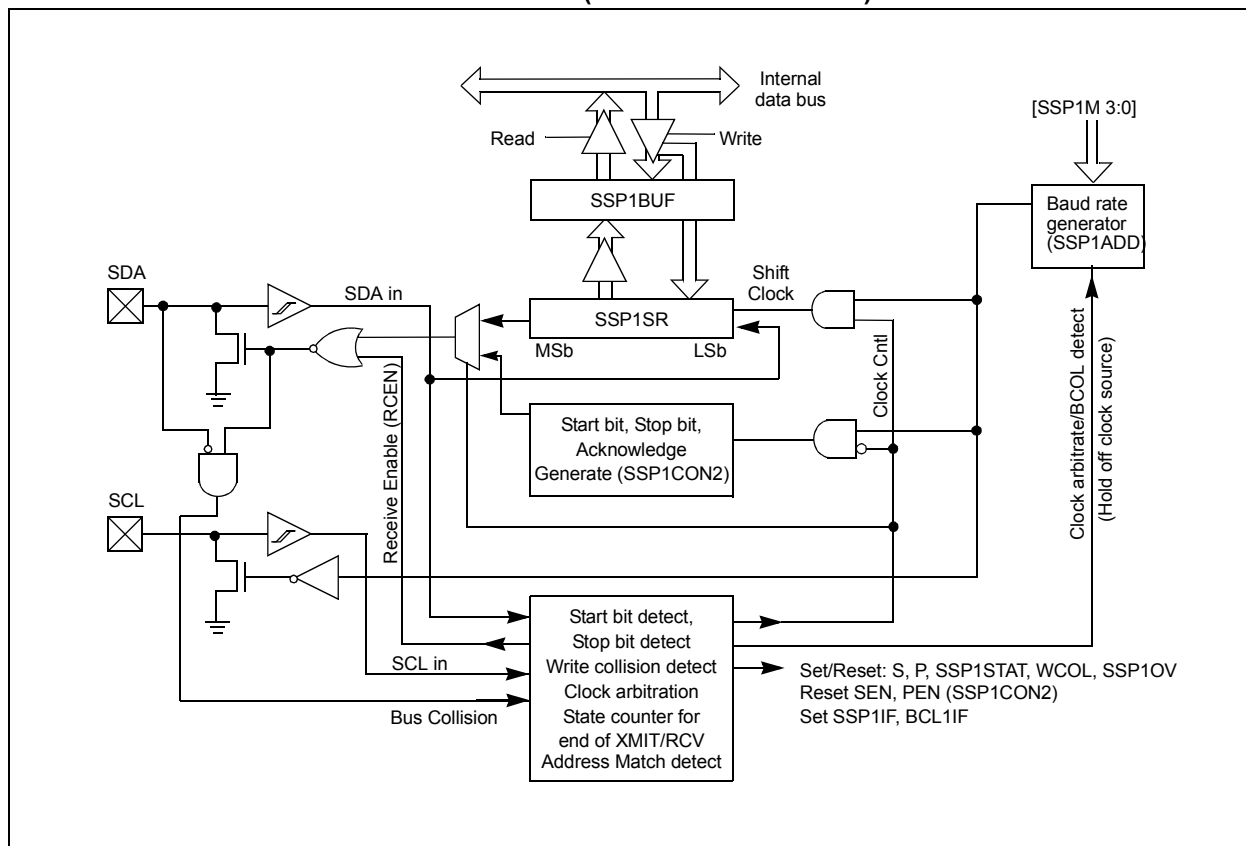 Internal
data bus
[SSP1M 3:0]
Read
Write
SSP1BUF
Baud rate
generator
(SSP1ADD)
SDA
SDA in
Shift
Clock
SSP1SR
MSb
LSb
Receive Enable (RCEN)
Start bit, Stop bit,
Acknowledge
Generate (SSP1CON2)
Clock Cntl
Clock arbitrate/BCOL detect
(Hold off clock source)
SCL
SCL in
Bus Collision
Start bit detect,
Stop bit detect
Write collision detect
Clock arbitration
State counter for
end of XMIT/RCV
Address Match detect
Set/Reset: S, P, SSP1STAT, WCOL, SSP1OV
Reset SEN, PEN (SSP1CON2)
Set SSP1IF, BCL1IF